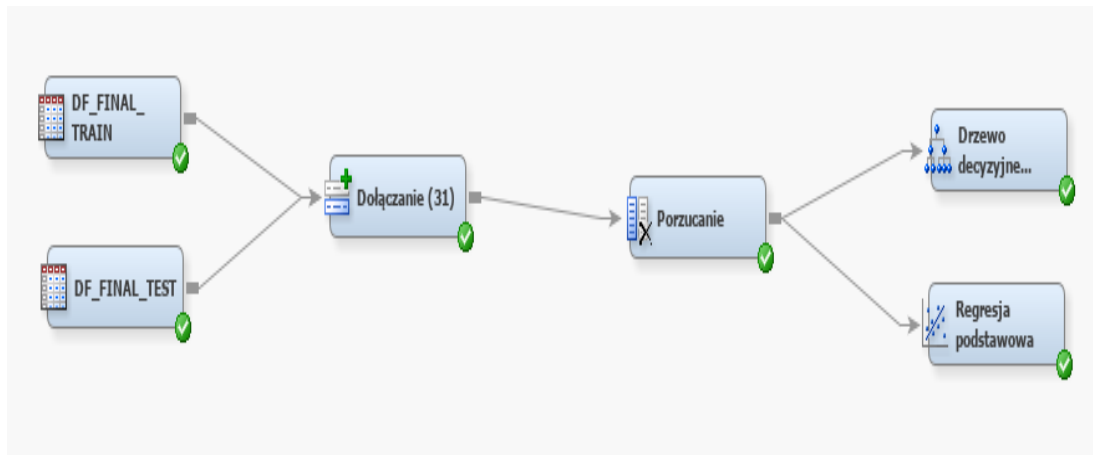 DF_FINAL_
TRAIN
DF_FINAL_TEST
Dołączanie (31)
Porzucanie
Drzewo
decyzyjne...
Regresja
podstawowa